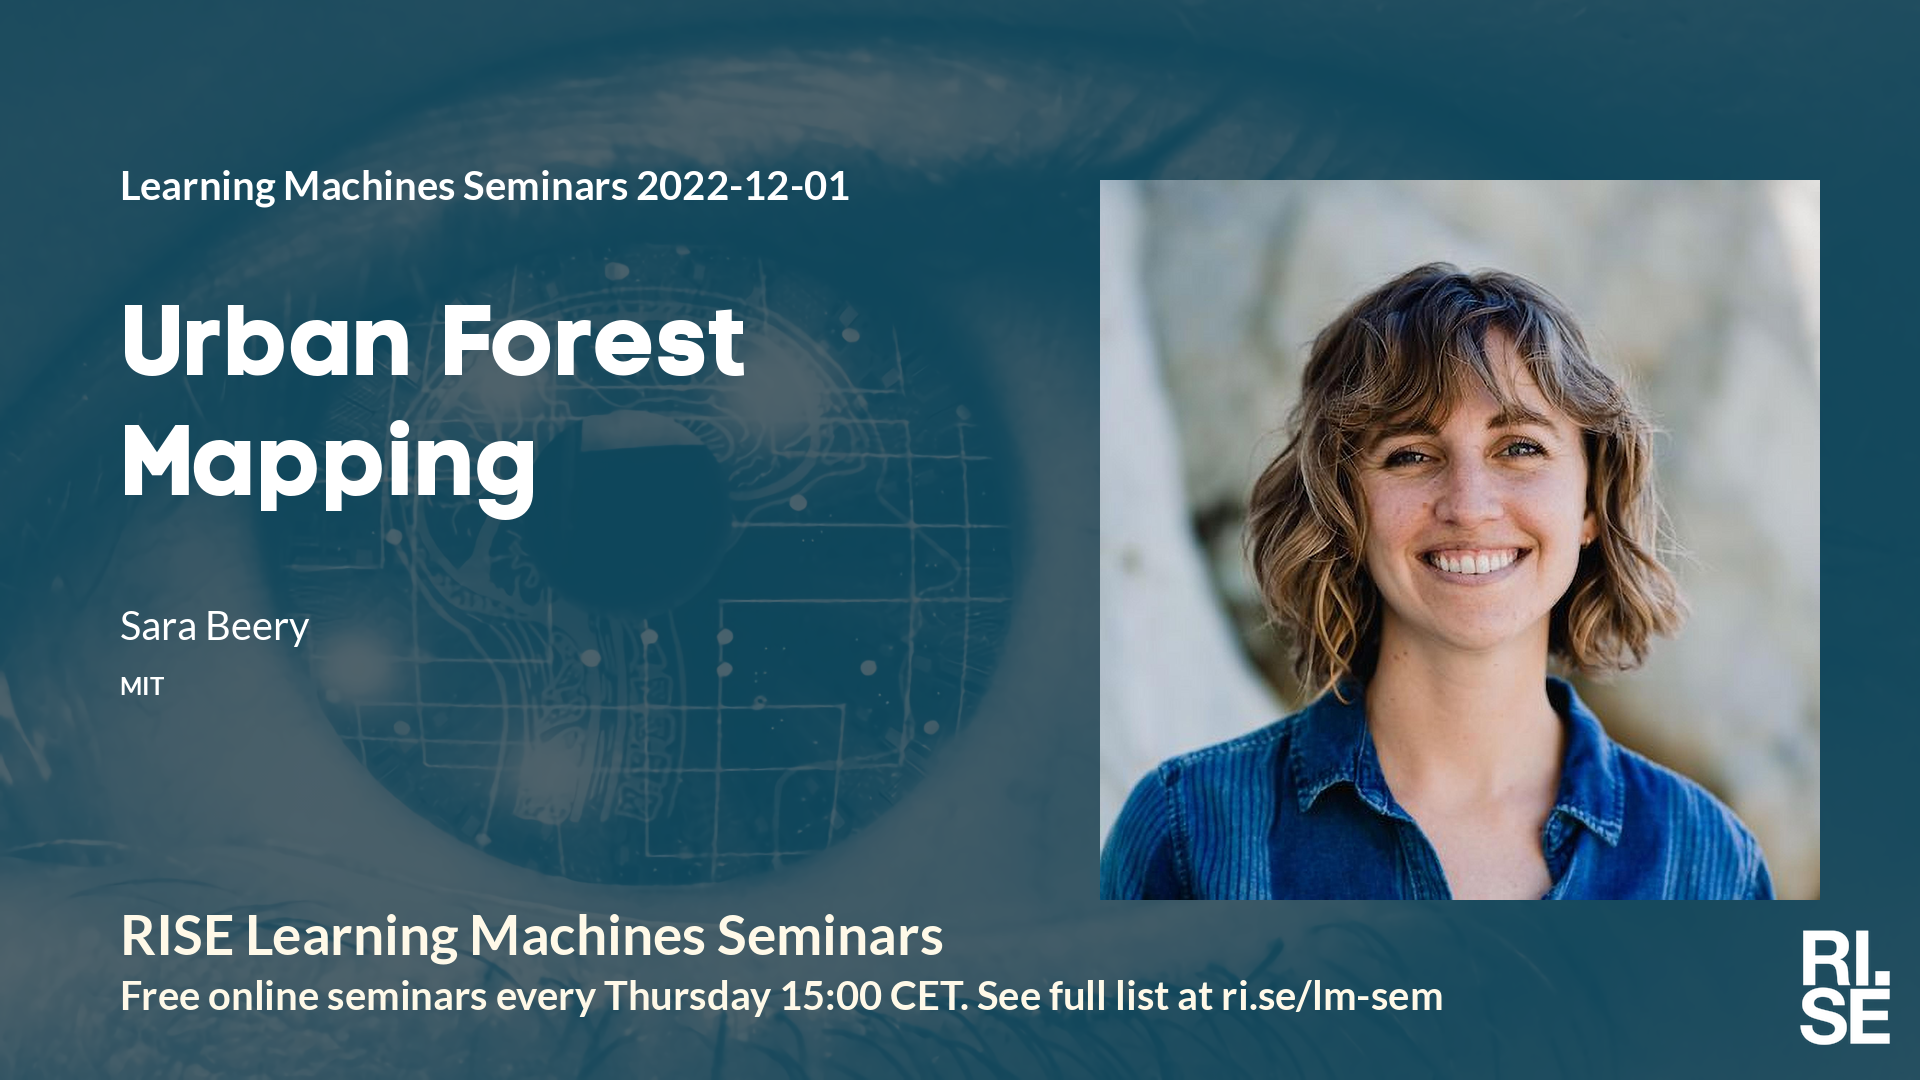 Learning Machines Seminars 2022-12-01
Urban Forest
Mapping
Sara Beery
MIT
RISE Learning Machines Seminars
Free online seminars every Thursday 15:00 CET. See full list at ri.se/lm-sem
RI.
SE